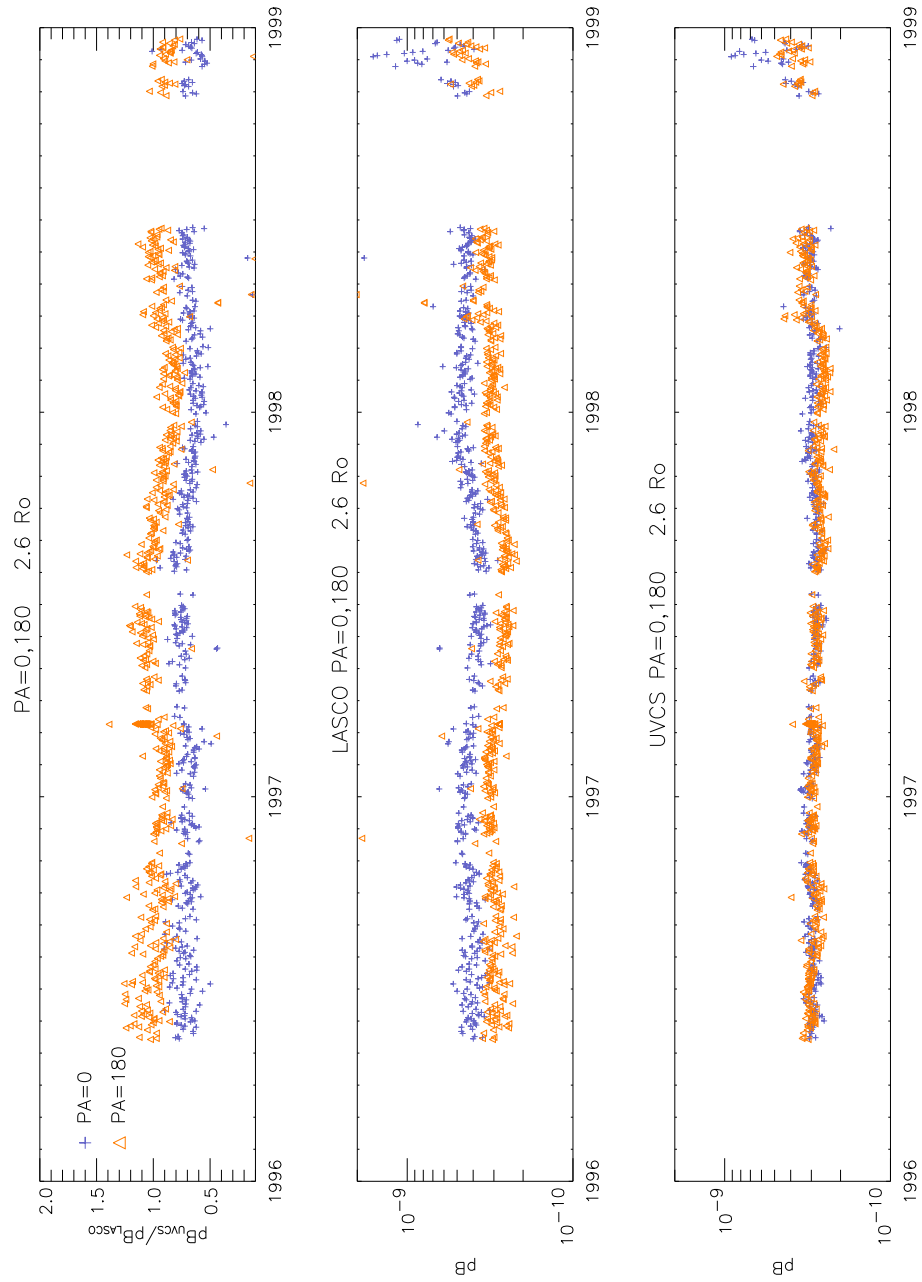 PA=0,180 2.6 Ro
2.0
1.5
1.0
0.5
pBUVCS/pBLASCO
PA=0
PA=180
1996
1997
1998
1999
LASCO PA=0,180 2.6 Ro
10-9
10-10
pB
1996
1997
1998
1999
UVCS PA=0,180 2.6 Ro
10-9
10-10
pB
1996
1997
1998
1999